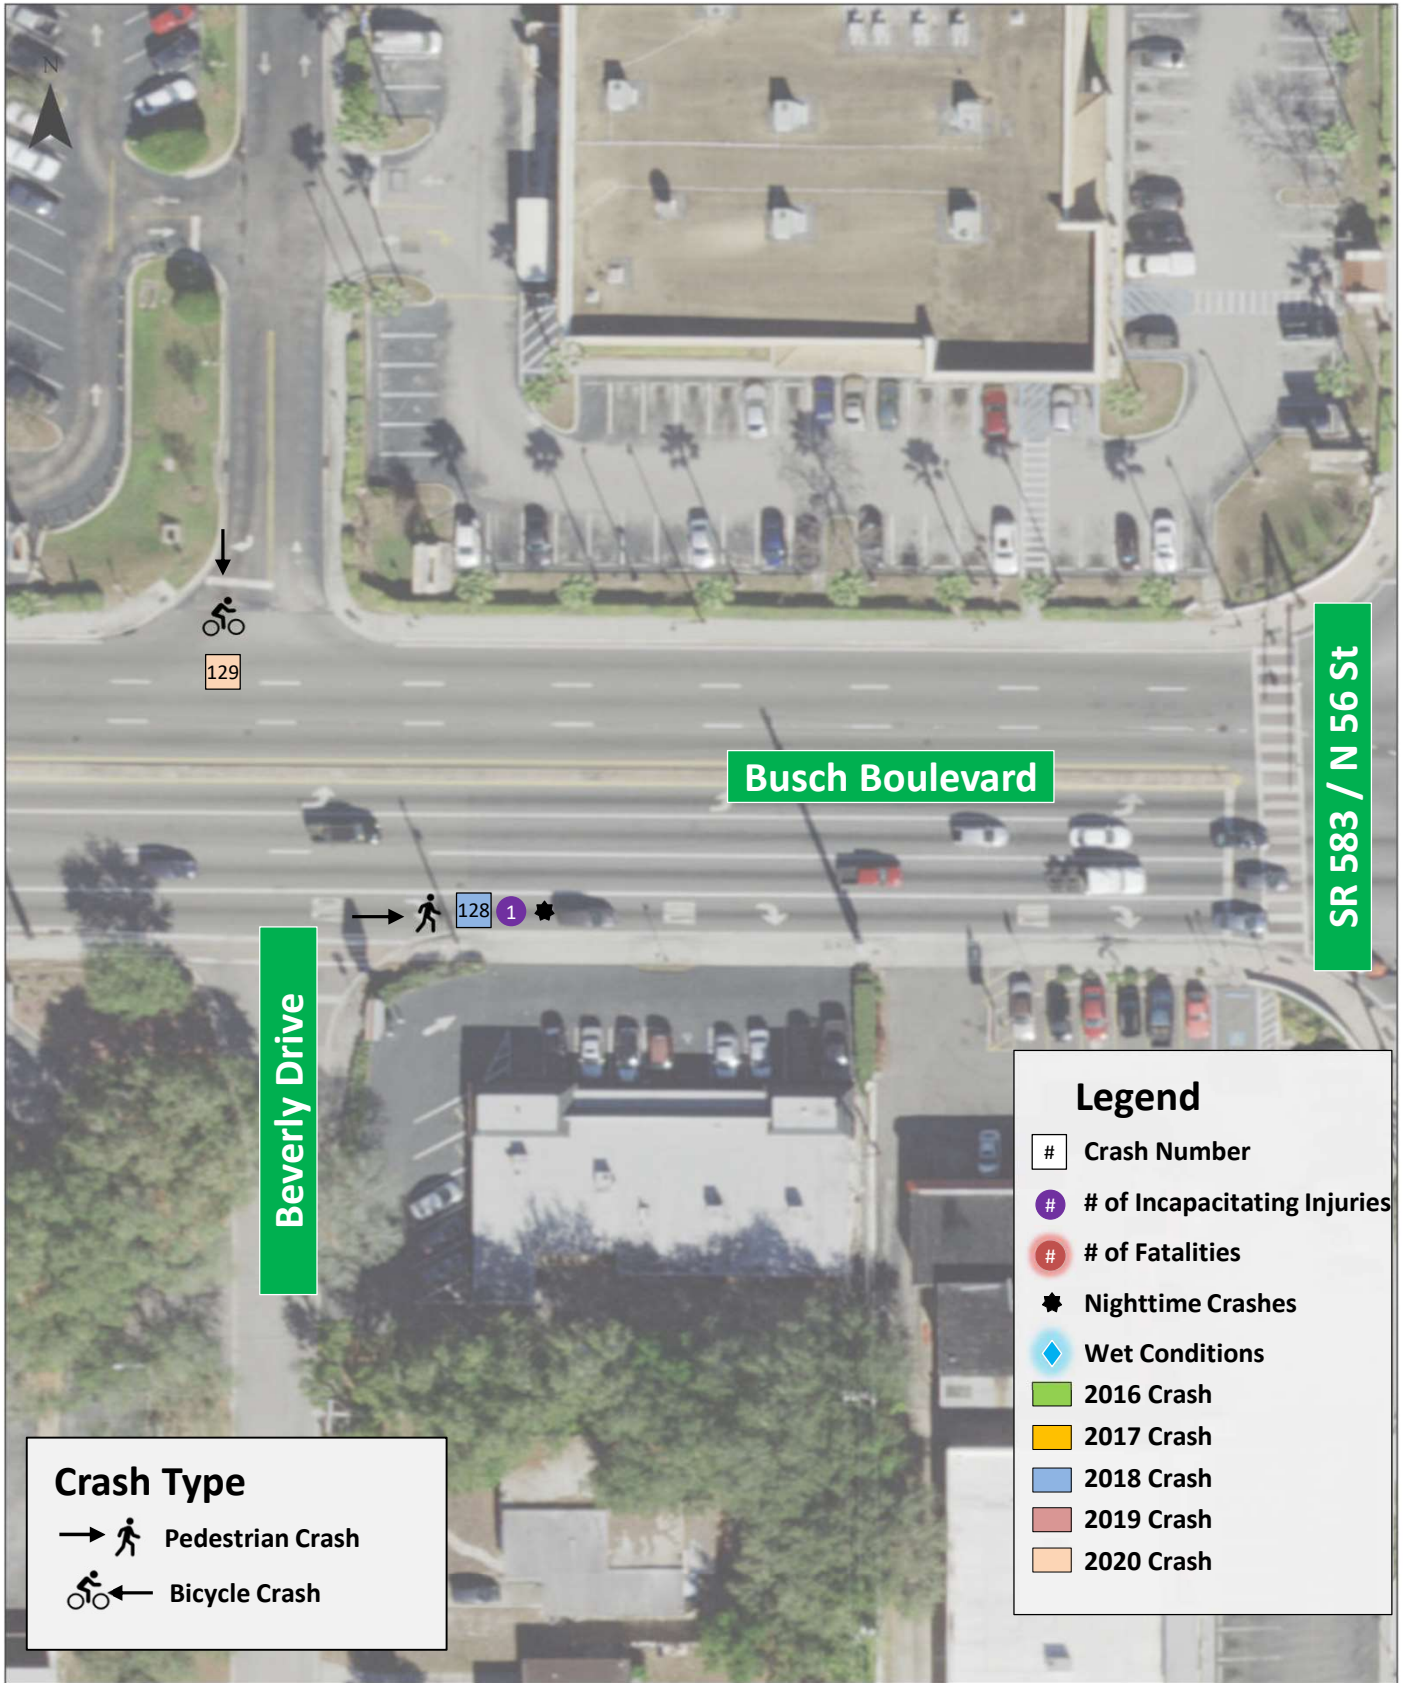 N
129
Busch Boulevard
SR 583 / N 56 St
128
1
Beverly Drive
Legend
# Crash Number
# # of Incapacitating Injuries
# # of Fatalities
Nighttime Crashes
Wet Conditions
2016 Crash
2017 Crash
2018 Crash
2019 Crash
2020 Crash
Crash Type
Pedestrian Crash
Bicycle Crash